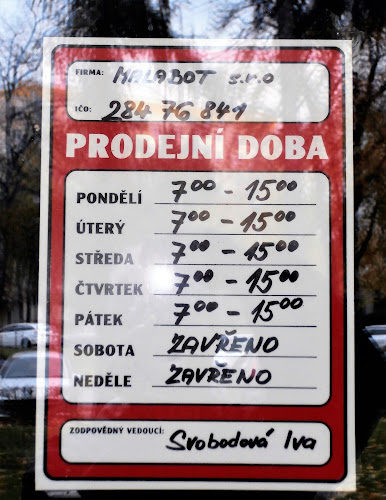 FIRMA: MALABOT s.r.o
IČO: 284 76 841
PRODEJNÍ DOBA
PONDĚLÍ 7⁰⁰ - 15⁰⁰
ÚTERÝ 7⁰⁰ - 15⁰⁰
STŘEDA 7⁰⁰ - 15⁰⁰
ČTVRTEK 7⁰⁰ - 15⁰⁰
PÁTEK 7⁰⁰ - 15⁰⁰
SOBOTA ZAVŘENO
NEDĚLE ZAVŘENO
ZODPOVĚDNÝ VEDOUCÍ: Svobodová Iva